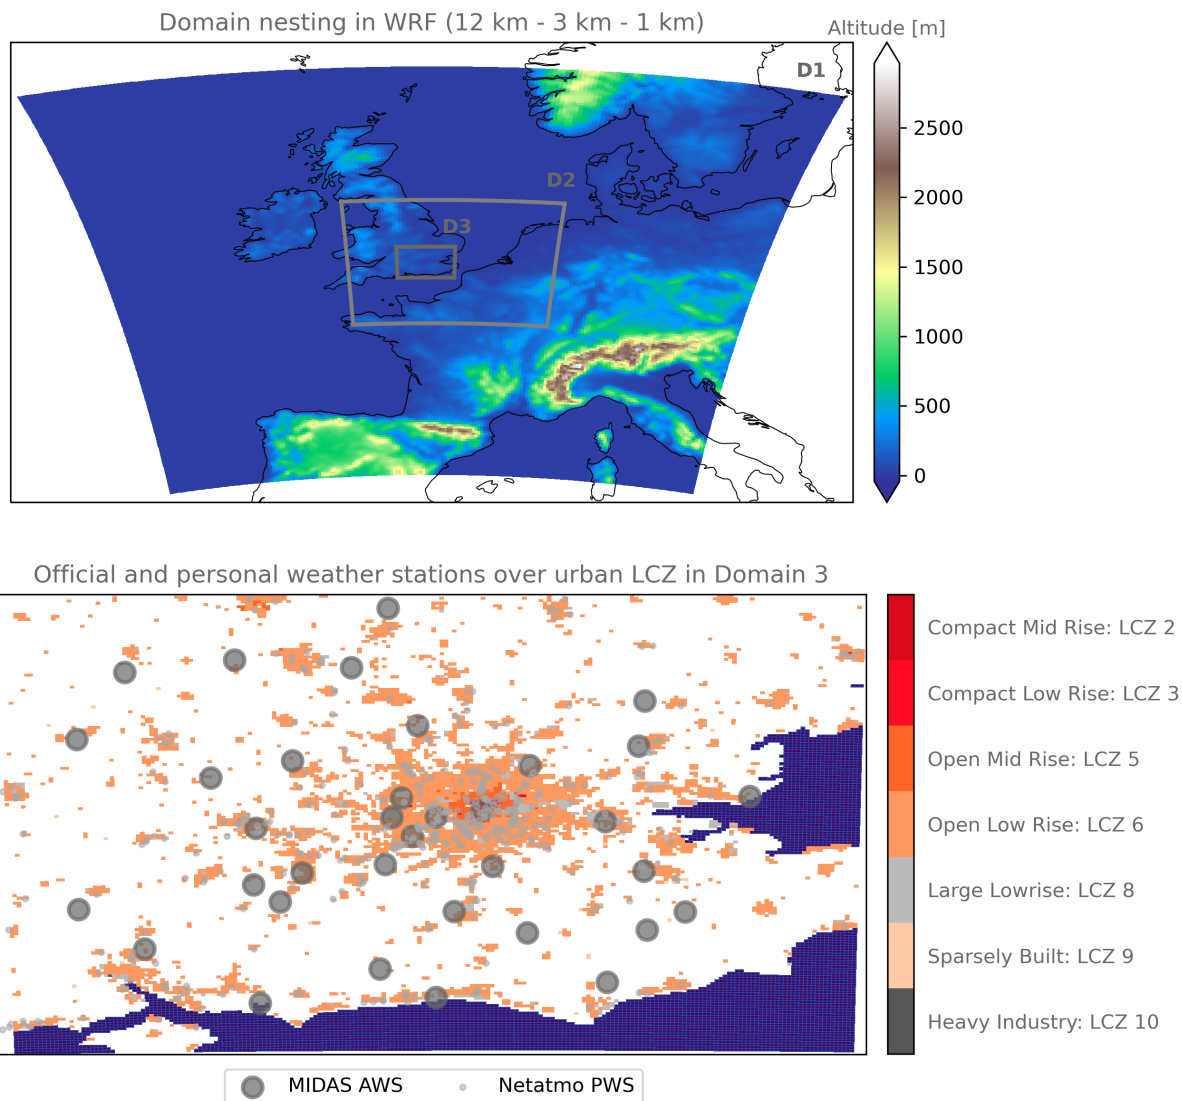 Domain nesting in WRF (12 km - 3 km - 1 km)
Altitude [m]
D1
D2
D3
2500
2000
1500
1000
500
0
Official and personal weather stations over urban LCZ in Domain 3
Compact Mid Rise: LCZ 2
Compact Low Rise: LCZ 3
Open Mid Rise: LCZ 5
Open Low Rise: LCZ 6
Large Lowrise: LCZ 8
Sparsely Built: LCZ 9
Heavy Industry: LCZ 10
MIDAS AWS
Netatmo PWS